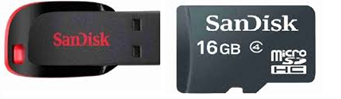 SanDisk
SanDisk
16GB 4
micro
SD
HC